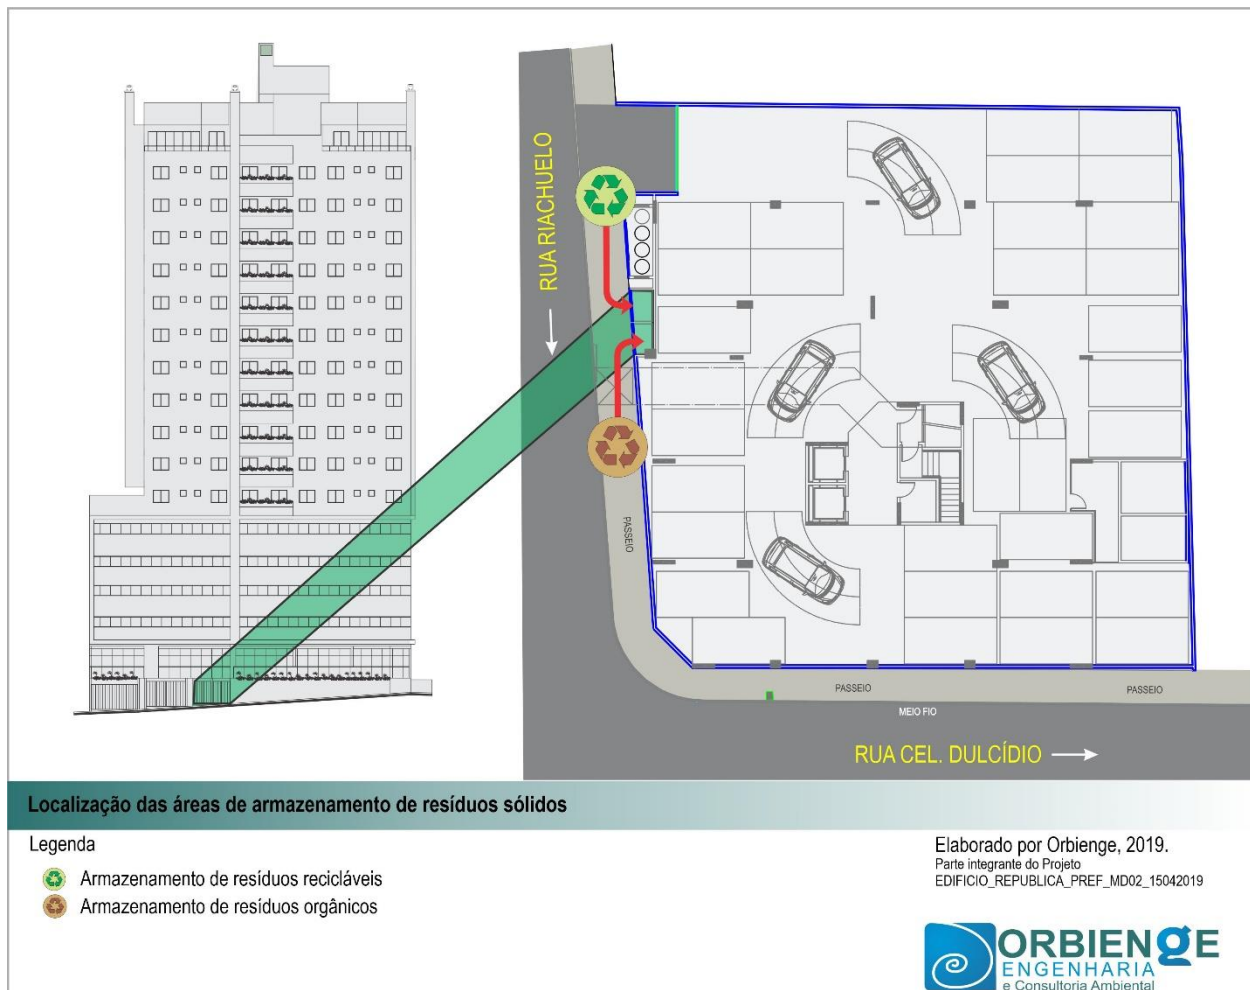 RUA RIACHUELO
PASSEIO
PASSEIO
PASSEIO
MEIO FIO
RUA CEL. DULCÍDIO
Localização das áreas de armazenamento de resíduos sólidos
Legenda
Armazenamento de resíduos recicláveis
Armazenamento de resíduos orgânicos
Elaborado por Orbienge, 2019.
Parte integrante do Projeto
EDIFICIO_REPUBLICA_PREF_MD02_15042019
ORBIENGE
ENGENHARIA
e Consultoria Ambiental